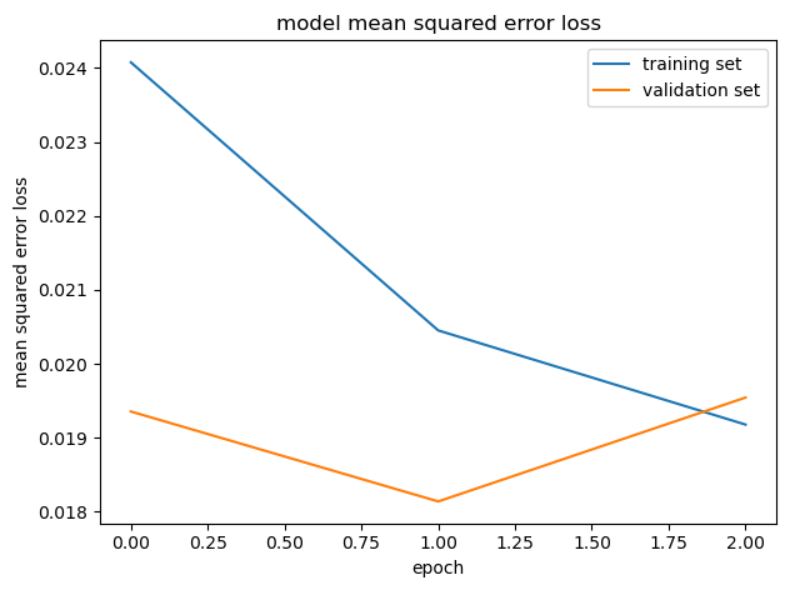 model mean squared error loss
training set
validation set
mean squared error loss
0.024
0.023
0.022
0.021
0.020
0.019
0.018
0.00 0.25 0.50 0.75 1.00 1.25 1.50 1.75 2.00
epoch